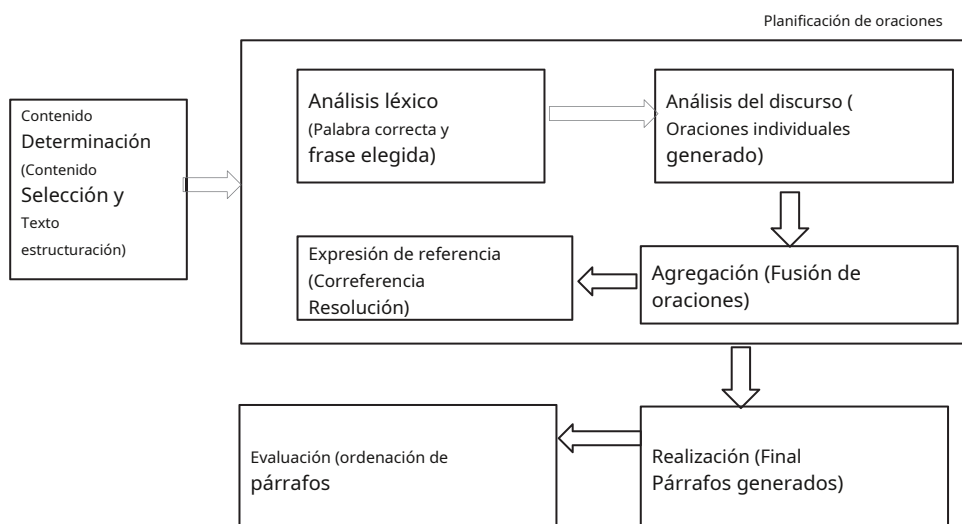 Planificación de oraciones
Contenido
Determinación
(Contenido
Selección y
Texto
estructuración)
Análisis léxico
(Palabra correcta y
frase elegida)
Análisis del discurso (
Oraciones individuales
generado)
Expresión de referencia
(Correferencia
Resolución)
Agregación (Fusión de
oraciones)
Evaluación (ordenación de
párrafos
Realización (Final
Párrafos generados)